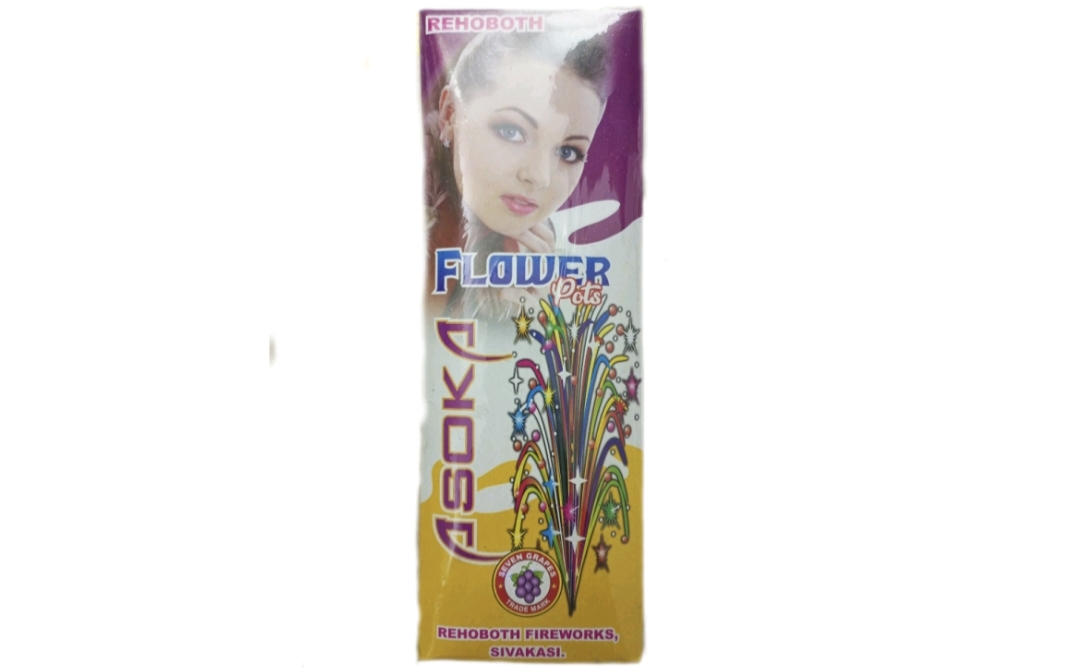 REHOBOTH
FLOWER
Pots
ASOKA
SEVEN GRAPES
TRADE MARK
REHOBOTH FIREWORKS,
SIVAKASI.